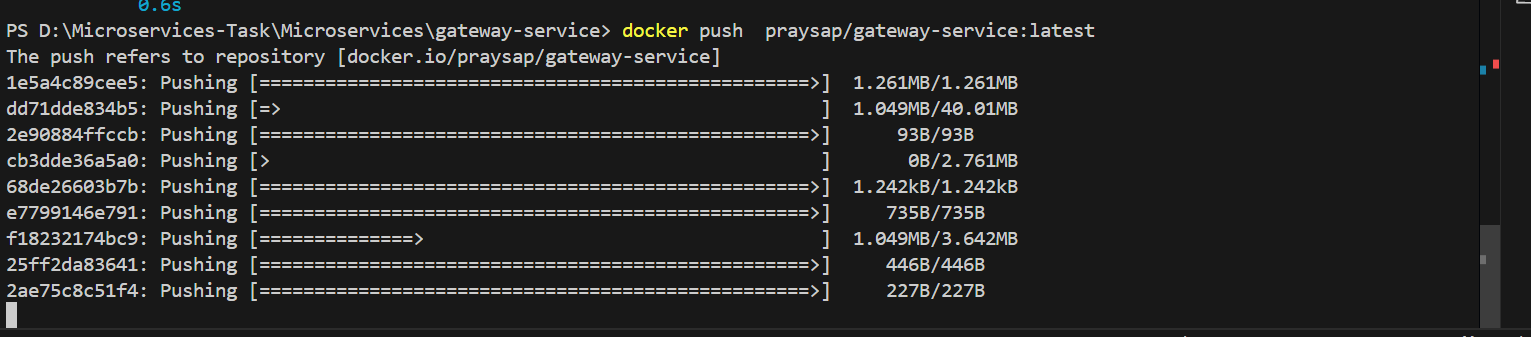 0.6s
PS D:\Microservices-Task\Microservices\gateway-service> docker push  praysap/gateway-service:latest
The push refers to repository [docker.io/praysap/gateway-service]
1e5a4c89cee5: Pushing [==================================================>]  1.261MB/1.261MB
dd71dde834b5: Pushing [=>                                                 ]  1.049MB/40.01MB
2e90884ffccb: Pushing [==================================================>]      93B/93B
cb3dde36a5a0: Pushing [>                                                  ]       0B/2.761MB
68de26603b7b: Pushing [==================================================>]  1.242kB/1.242kB
e7799146e791: Pushing [==================================================>]     735B/735B
f18232174bc9: Pushing [==============>                                    ]  1.049MB/3.642MB
25ff2da83641: Pushing [==================================================>]     446B/446B
2ae75c8c51f4: Pushing [==================================================>]     227B/227B